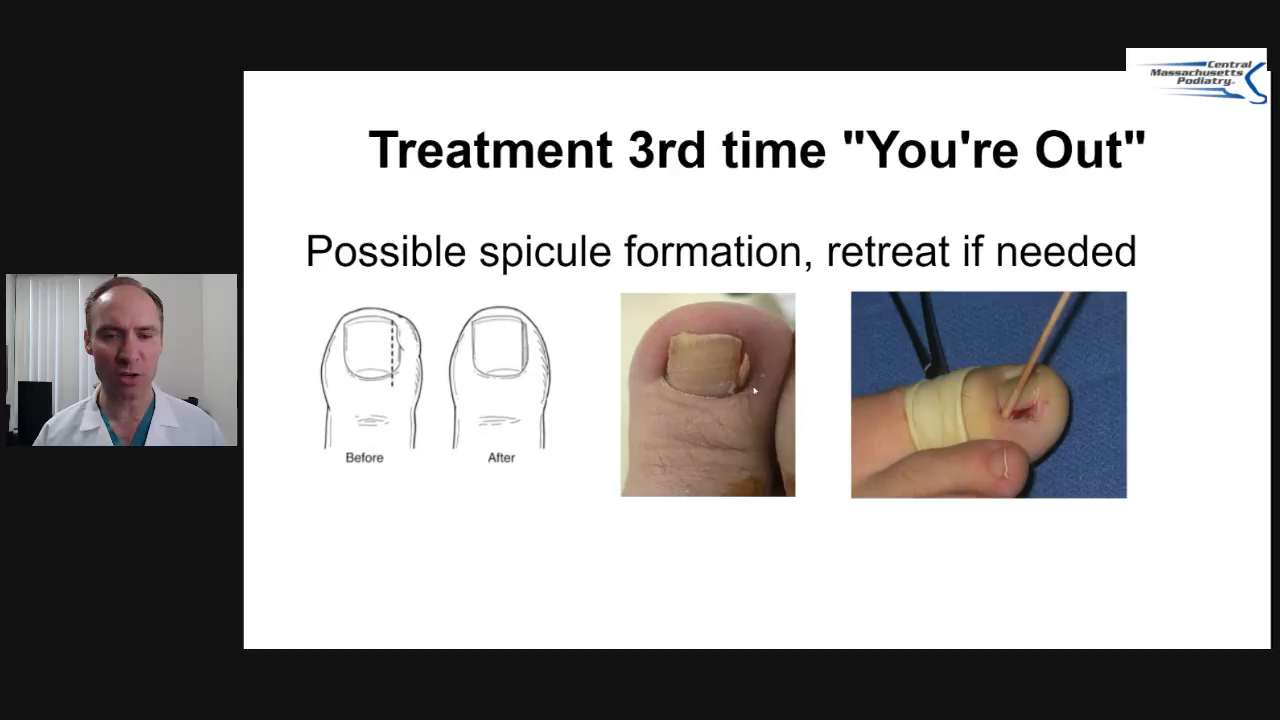 Central
Massachusetts
Podiatry
Treatment 3rd time "You're Out"
Possible spicule formation, retreat if needed
Before
After